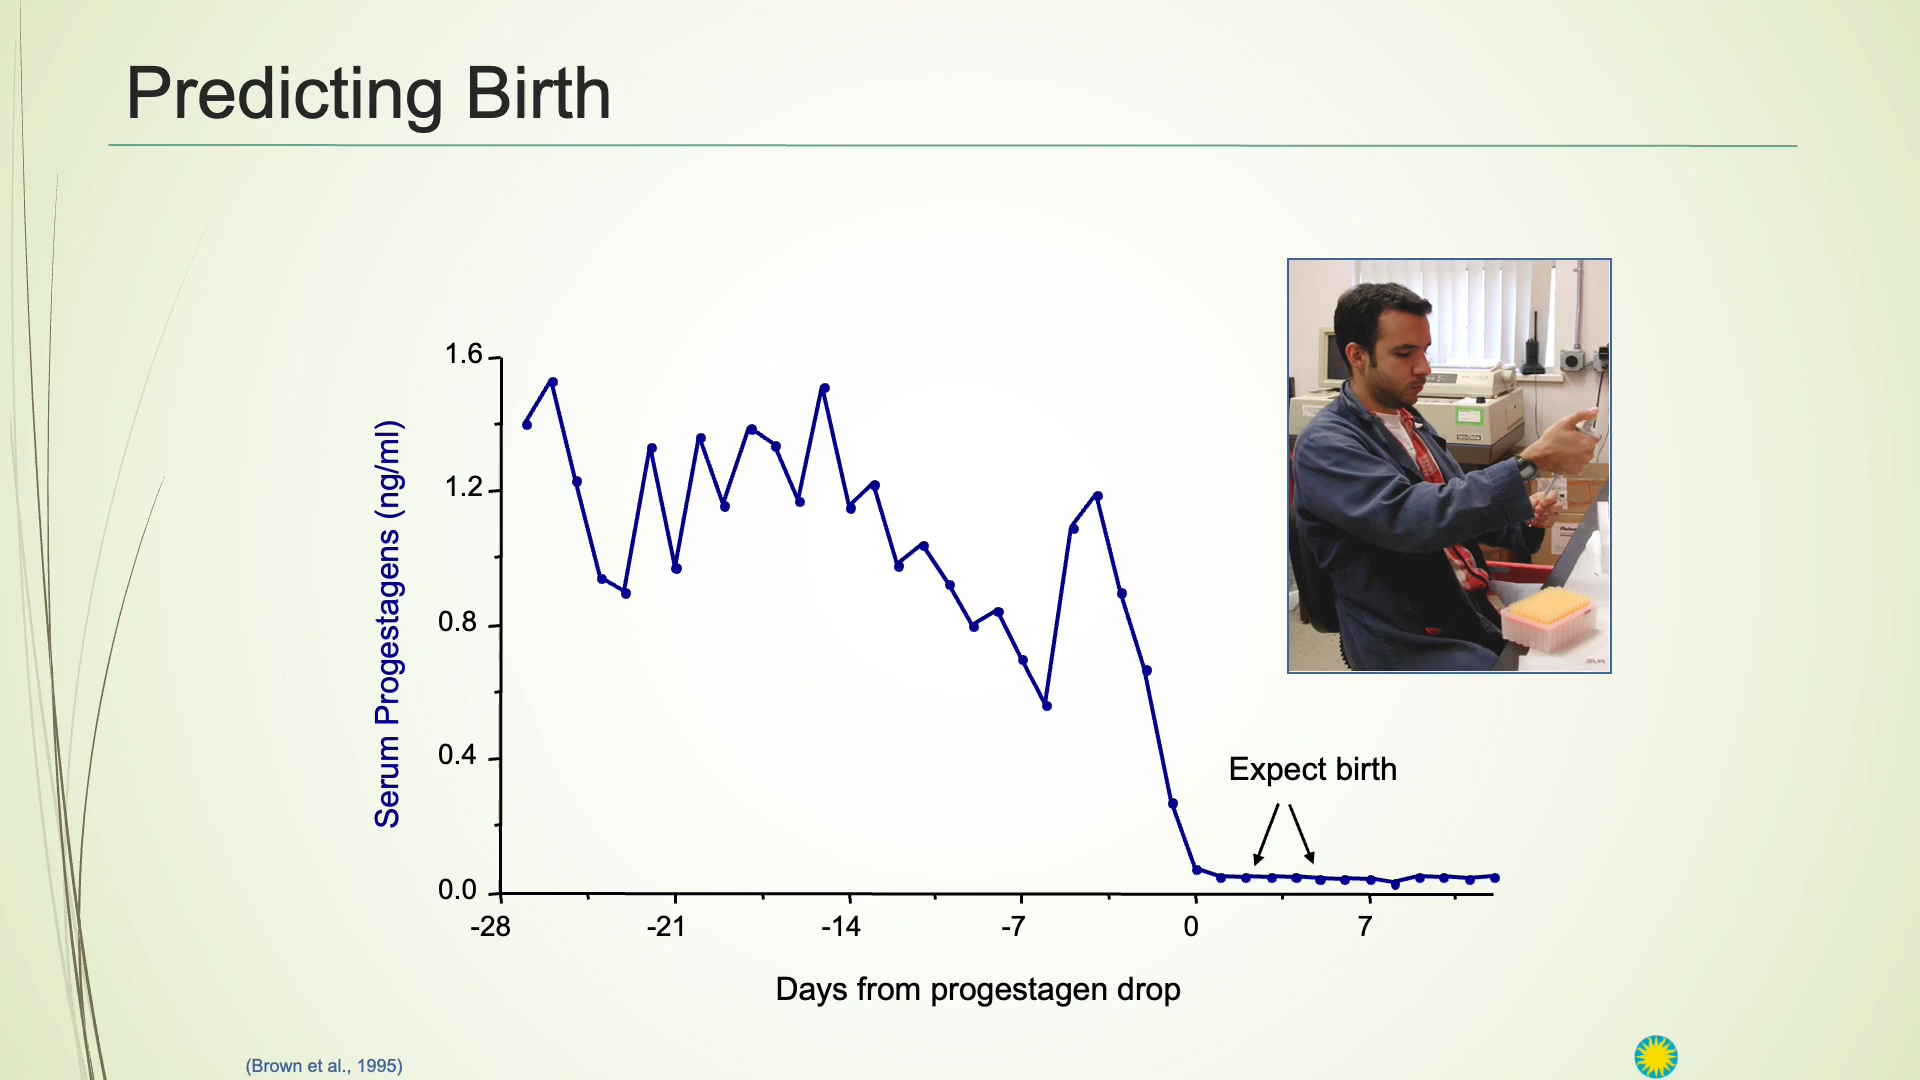 Predicting Birth
Serum Progestagens (ng/ml)
1.6
1.2
0.8
0.4
0.0
-28
-21
-14
-7
0
7
Expect birth
Days from progestagen drop
(Brown et al., 1995)